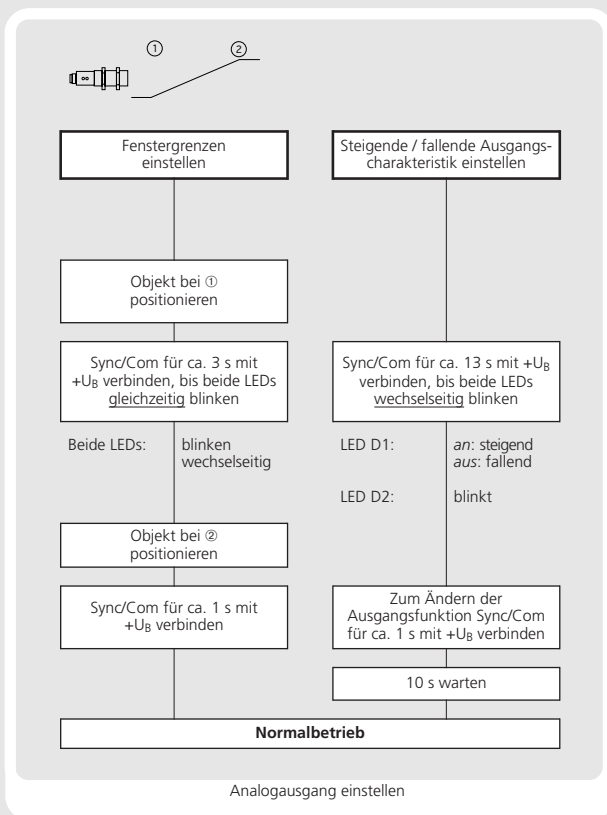 ① ②
Fenstergrenzen
einstellen
Objekt bei ①
positionieren
Sync/Com für ca. 3 s mit
+UB verbinden, bis beide LEDs
gleichzeitig blinken
Beide LEDs: blinken
wechselseitig
Objekt bei ②
positionieren
Sync/Com für ca. 1 s mit
+UB verbinden
Steigende / fallende Ausgangs-
charakteristik einstellen
Sync/Com für ca. 13 s mit +UB
verbinden, bis beide LEDs
wechselseitig blinken
LED D1: an: steigend
aus: fallend
LED D2: blinkt
Zum Ändern der
Ausgangsfunktion Sync/Com
für ca. 1 s mit +UB verbinden
10 s warten
Normalbetrieb
Analogausgang einstellen